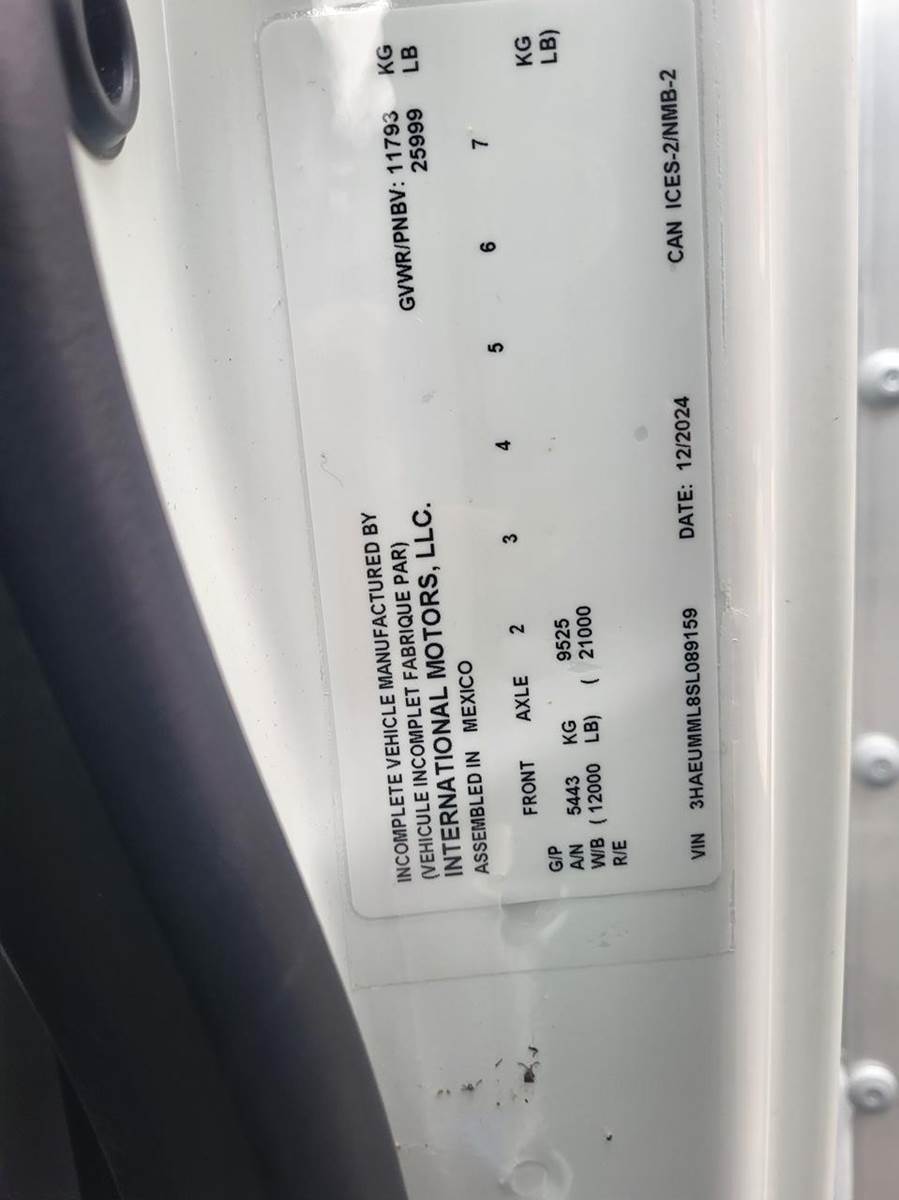 INCOMPLETE VEHICLE MANUFACTURED BY
(VEHICULE INCOMPLET FABRIQUE PAR)
INTERNATIONAL MOTORS, LLC.
GVWR/PNBV: 11793 KG
25999 LB
ASSEMBLED IN MEXICO
FRONT AXLE 2 3 4 5 6 7
G/P
A/N 5443 KG 9525 KG
W/B ( 12000 LB) ( 21000 LB)
R/E
VIN 3HAEUMML8SL089159 DATE: 12/2024 CAN ICES-2/NMB-2